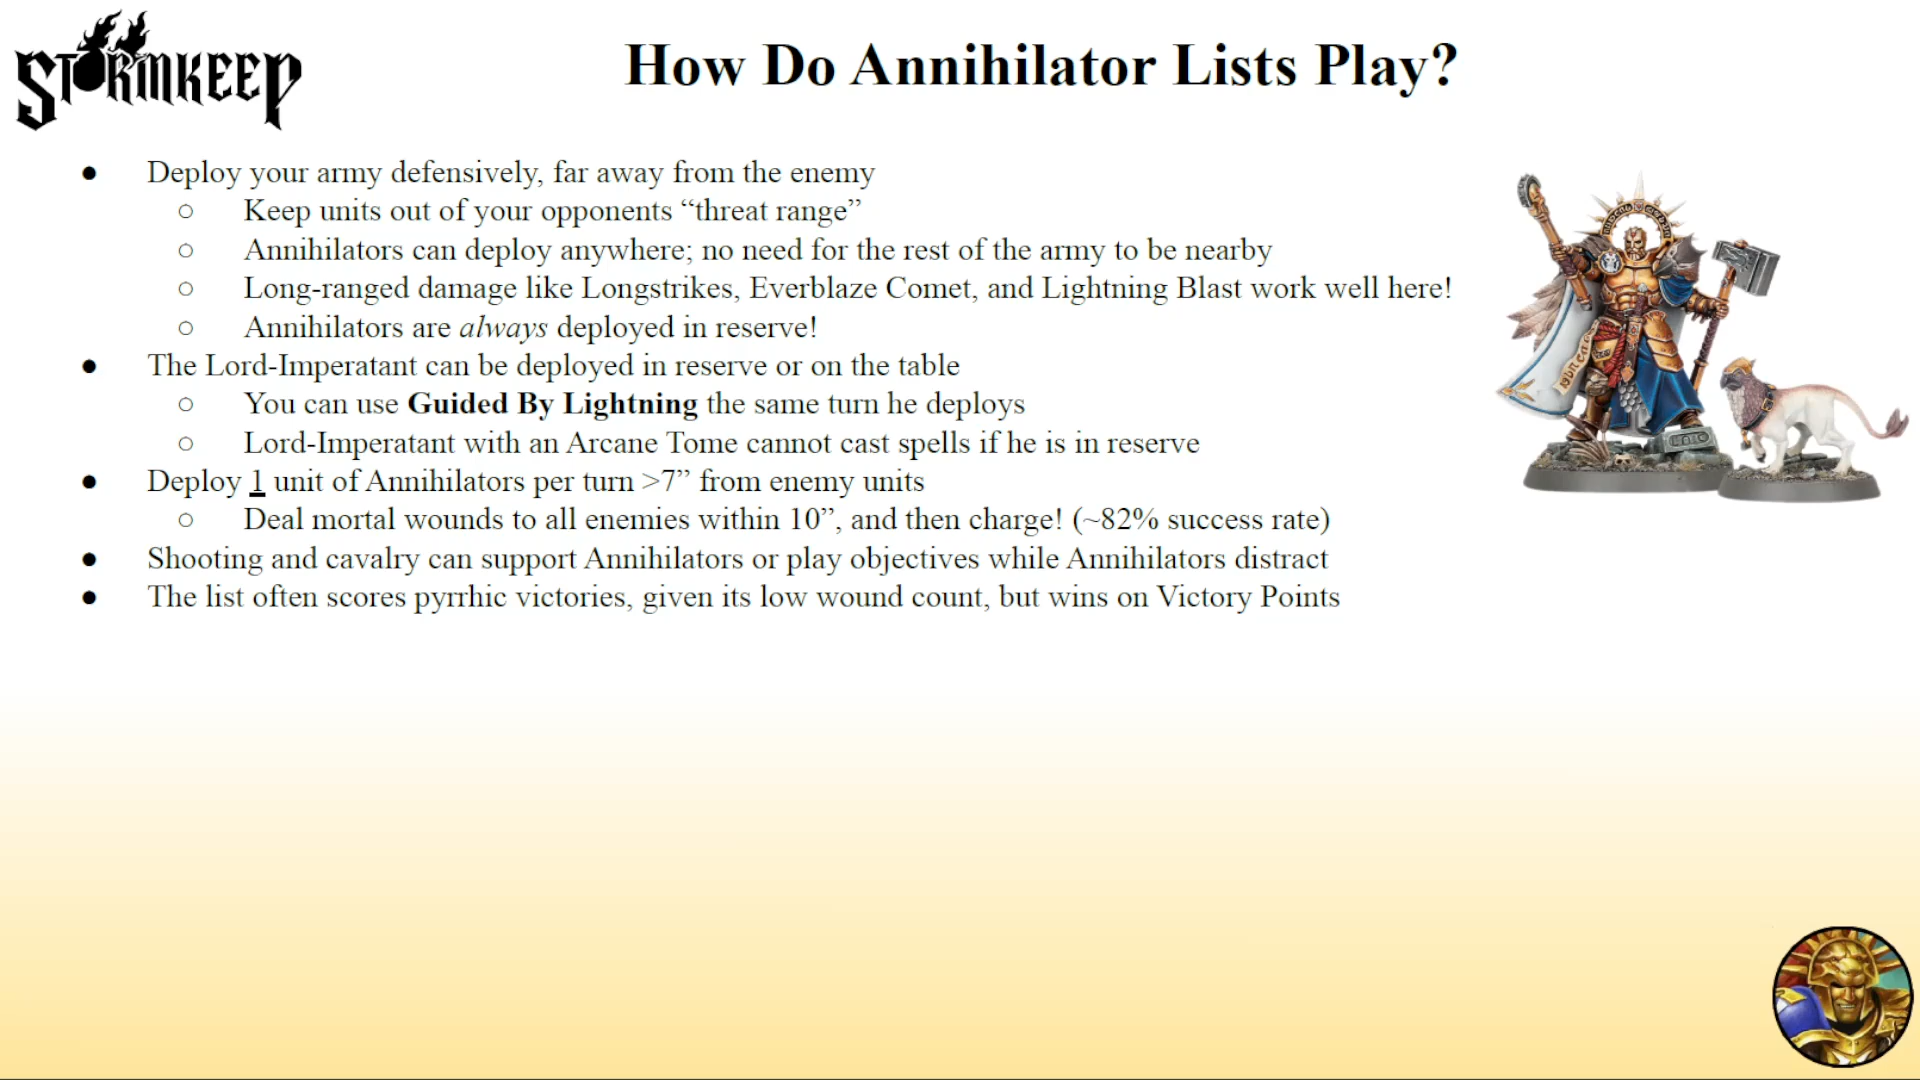 STORMKEEP
How Do Annihilator Lists Play?
● Deploy your army defensively, far away from the enemy
○ Keep units out of your opponents “threat range”
○ Annihilators can deploy anywhere; no need for the rest of the army to be nearby
○ Long-ranged damage like Longstrikes, Everblaze Comet, and Lightning Blast work well here!
○ Annihilators are always deployed in reserve!
● The Lord-Imperatant can be deployed in reserve or on the table
○ You can use Guided By Lightning the same turn he deploys
○ Lord-Imperatant with an Arcane Tome cannot cast spells if he is in reserve
● Deploy 1 unit of Annihilators per turn >7” from enemy units
○ Deal mortal wounds to all enemies within 10”, and then charge! (~82% success rate)
● Shooting and cavalry can support Annihilators or play objectives while Annihilators distract
● The list often scores pyrrhic victories, given its low wound count, but wins on Victory Points